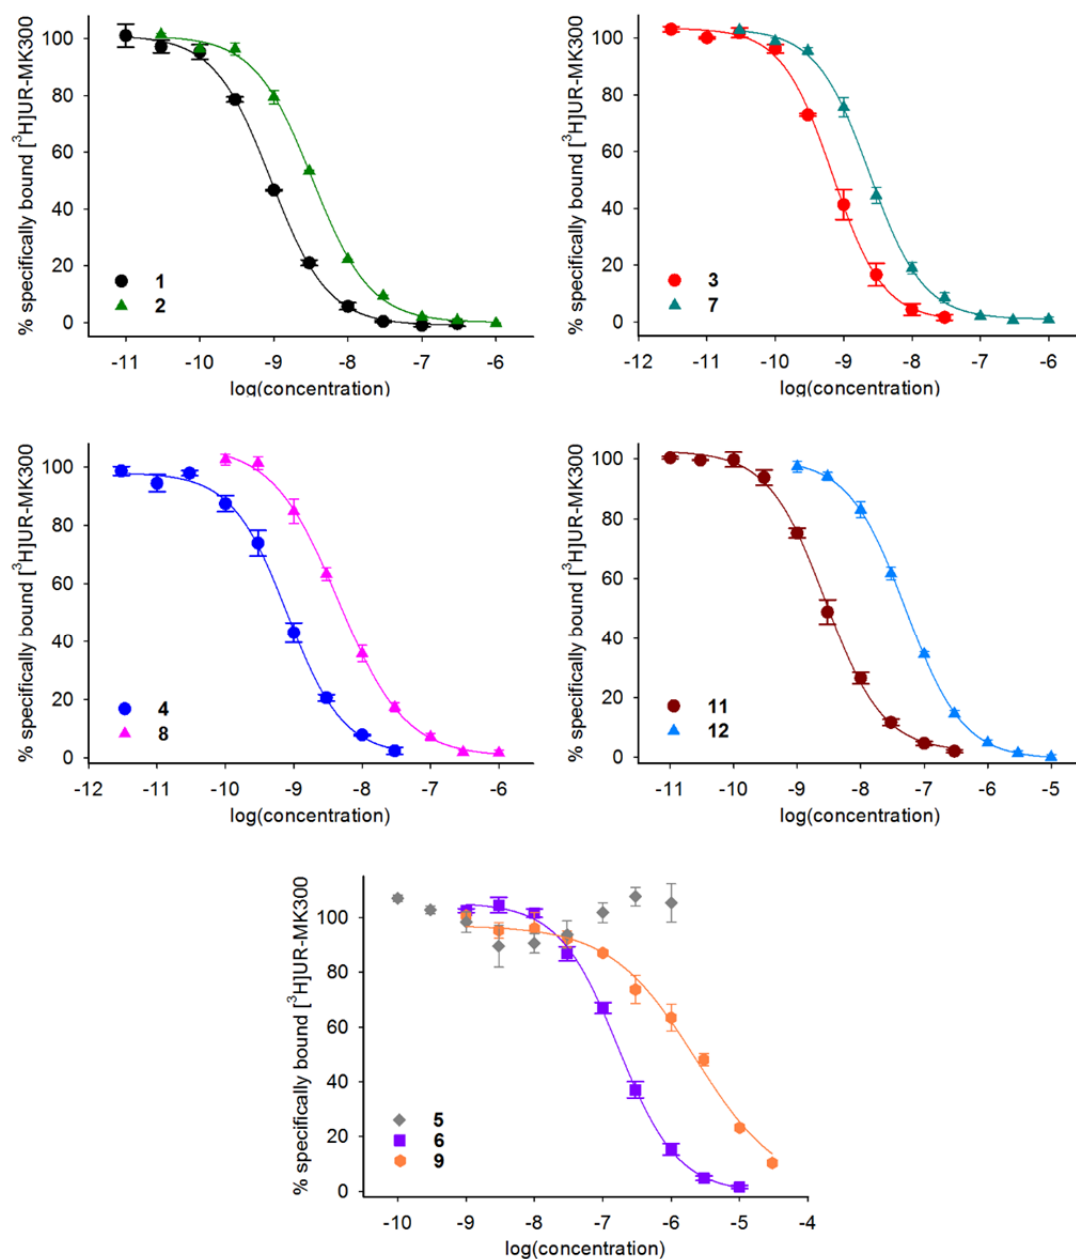 % specifically bound [³H]UR-MK300
100
80
60
40
20
0
1
2
-11 -10 -9 -8 -7 -6
log(concentration)
% specifically bound [³H]UR-MK300
100
80
60
40
20
0
3
7
-12 -11 -10 -9 -8 -7 -6
log(concentration)
% specifically bound [³H]UR-MK300
100
80
60
40
20
0
4
8
-12 -11 -10 -9 -8 -7 -6
log(concentration)
% specifically bound [³H]UR-MK300
100
80
60
40
20
0
11
12
-11 -10 -9 -8 -7 -6 -5
log(concentration)
% specifically bound [³H]UR-MK300
100
80
60
40
20
0
5
6
9
-10 -9 -8 -7 -6 -5 -4
log(concentration)